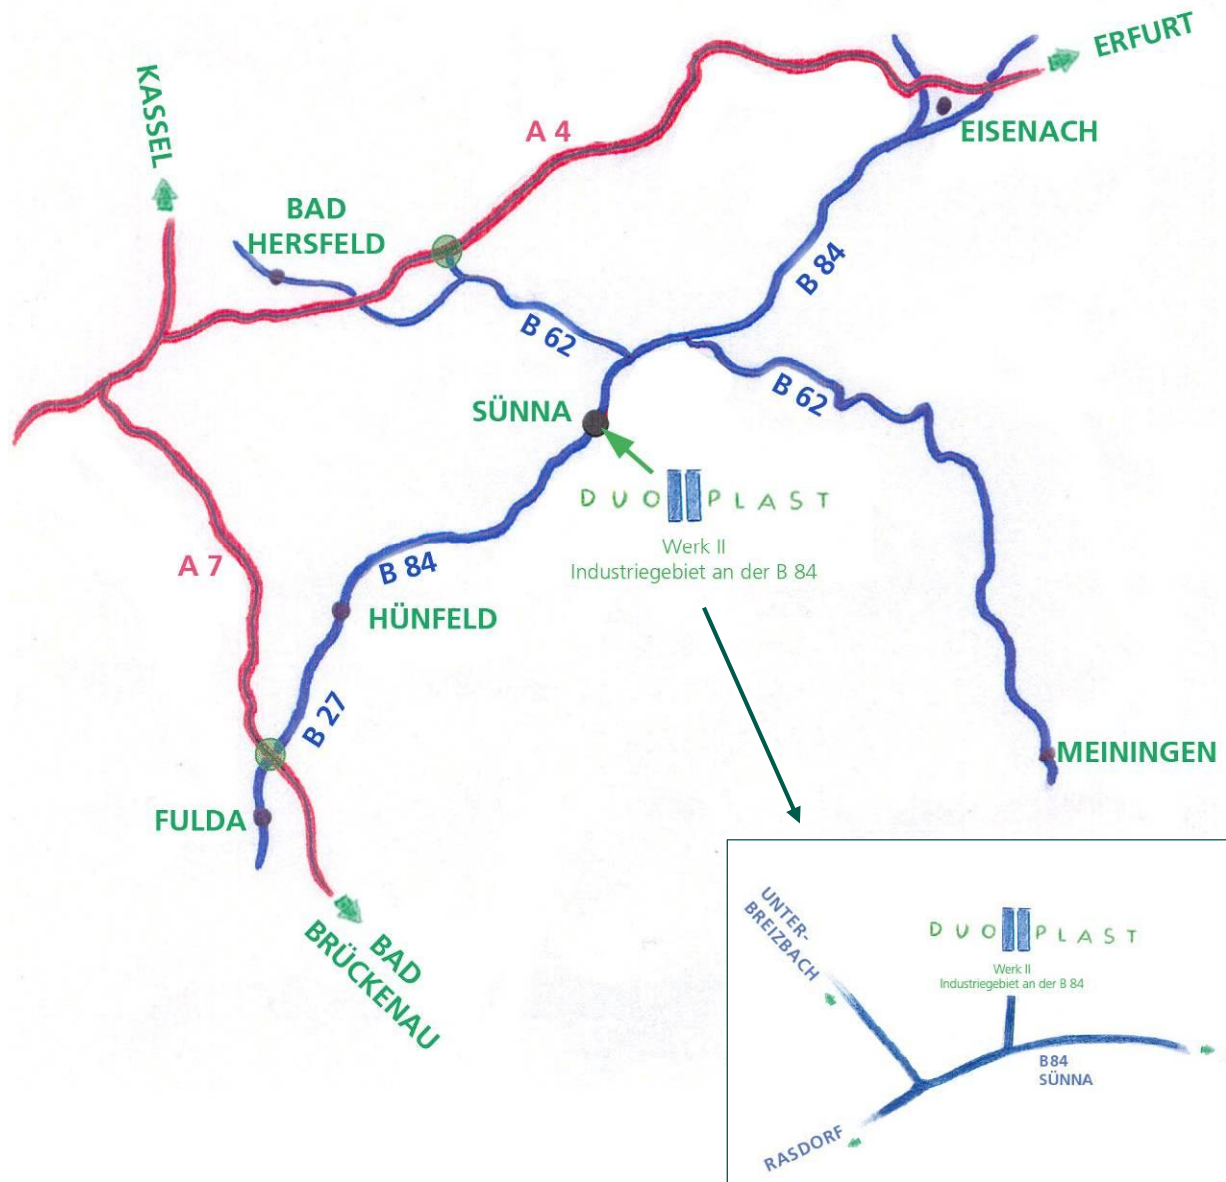 ERFURT
KASSEL
A 4
EISENACH
BAD
HERSFELD
B 84
B 62
B 62
SÜNNA
DUO PLAST
Werk II
Industriegebiet an der B 84
A 7
B 84
HÜNFELD
B 27
MEININGEN
FULDA
BAD
BRÜCKENAU
UNTER-
BREIZBACH
DUO PLAST
Werk II
Industriegebiet an der B 84
B84
SÜNNA
RASDORF